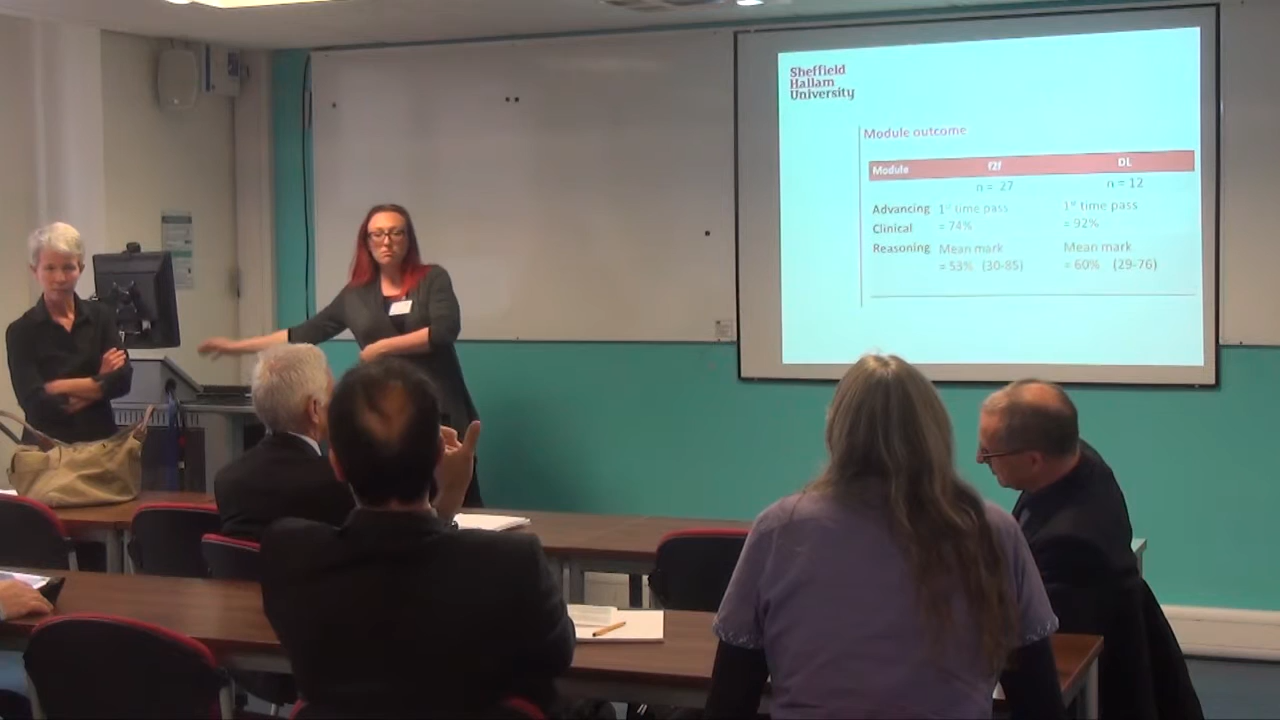 Sheffield
Hallam
University
Module outcome
Module f2f DL
n = 27 n = 12
Advancing 1st time pass 1st time pass
Clinical = 74% = 92%
Reasoning Mean mark Mean mark
= 53% (30-85) = 60% (29-76)